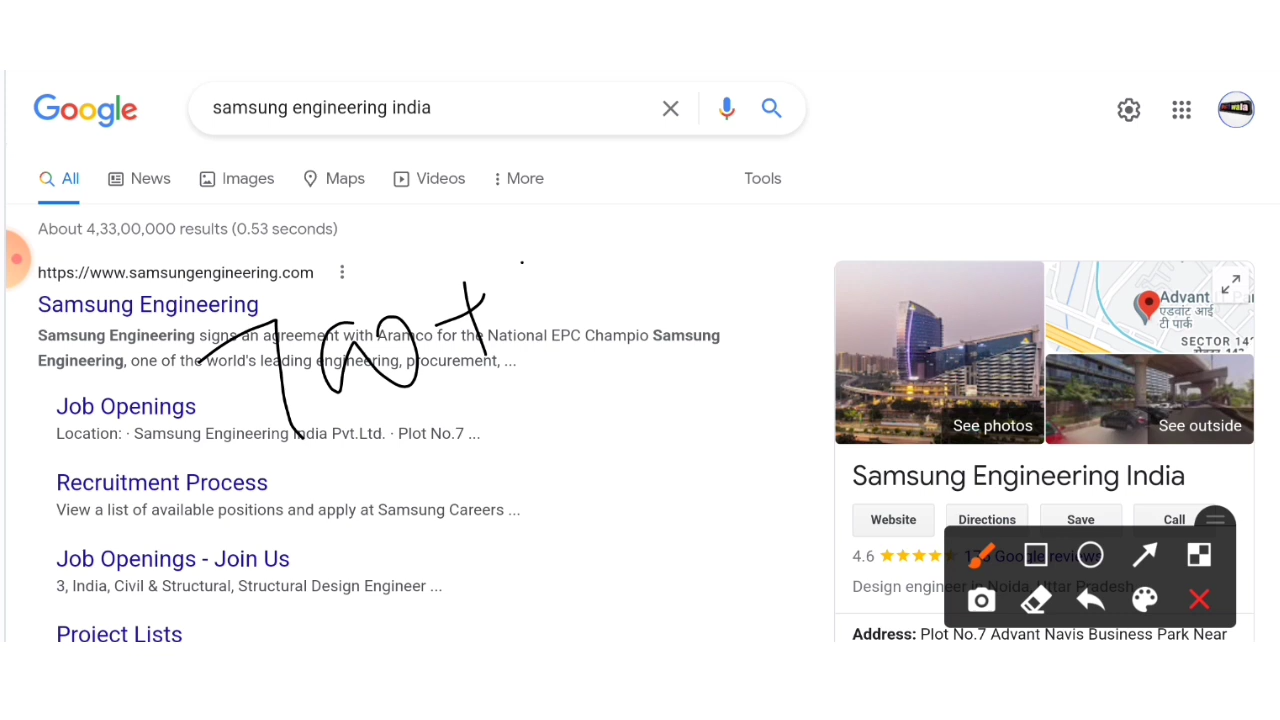 Google
samsung engineering india
All
News
Images
Maps
Videos
More
Tools
About 4,33,00,000 results (0.53 seconds)
https://www.samsungengineering.com
Samsung Engineering
Samsung Engineering signs an agreement with Aramco for the National EPC Champio Samsung
Engineering, one of the world's leading engineering, procurement, ...
Job Openings
Location: · Samsung Engineering India Pvt.Ltd. · Plot No.7 ...
Recruitment Process
View a list of available positions and apply at Samsung Careers ...
Job Openings - Join Us
3, India, Civil & Structural, Structural Design Engineer ...
Project Lists
Advant
एडवांट आई
टी पार्क
SECTOR
See photos
See outside
Samsung Engineering India
Website
Directions
Save
Call
4.6
Google reviews
Design engineer in Noida, Uttar Pradesh
Address: Plot No.7 Advant Navis Business Park Near